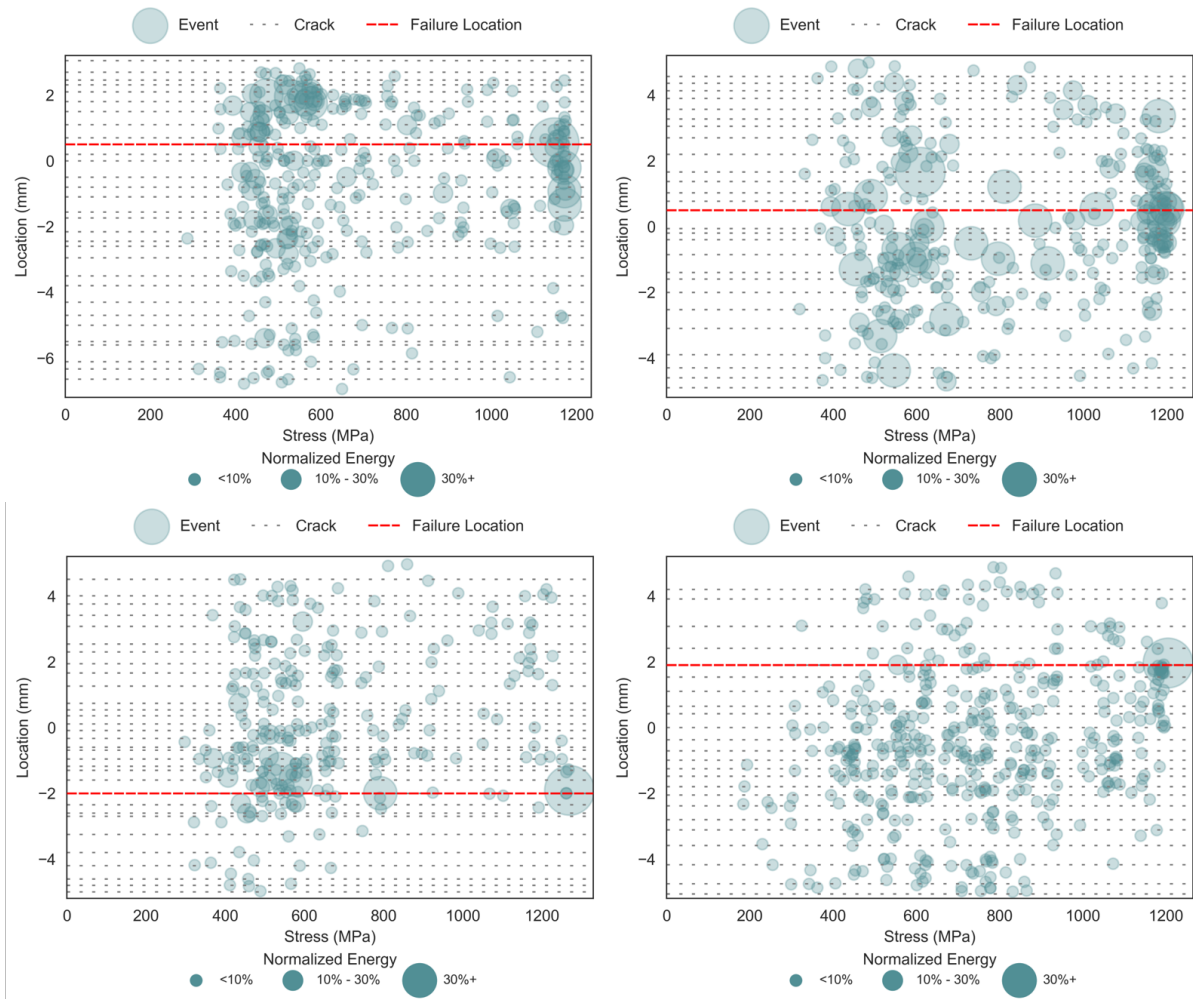 Event Crack Failure Location
Location (mm)
2
0
−2
−4
−6
0 200 400 600 800 1000 1200
Stress (MPa)
Normalized Energy
<10% 10% - 30% 30%+
Event Crack Failure Location
Location (mm)
4
2
0
−2
−4
0 200 400 600 800 1000 1200
Stress (MPa)
Normalized Energy
<10% 10% - 30% 30%+
Event Crack Failure Location
Location (mm)
4
2
0
−2
−4
0 200 400 600 800 1000 1200
Stress (MPa)
Normalized Energy
<10% 10% - 30% 30%+
Event Crack Failure Location
Location (mm)
4
2
0
−2
−4
0 200 400 600 800 1000 1200
Stress (MPa)
Normalized Energy
<10% 10% - 30% 30%+